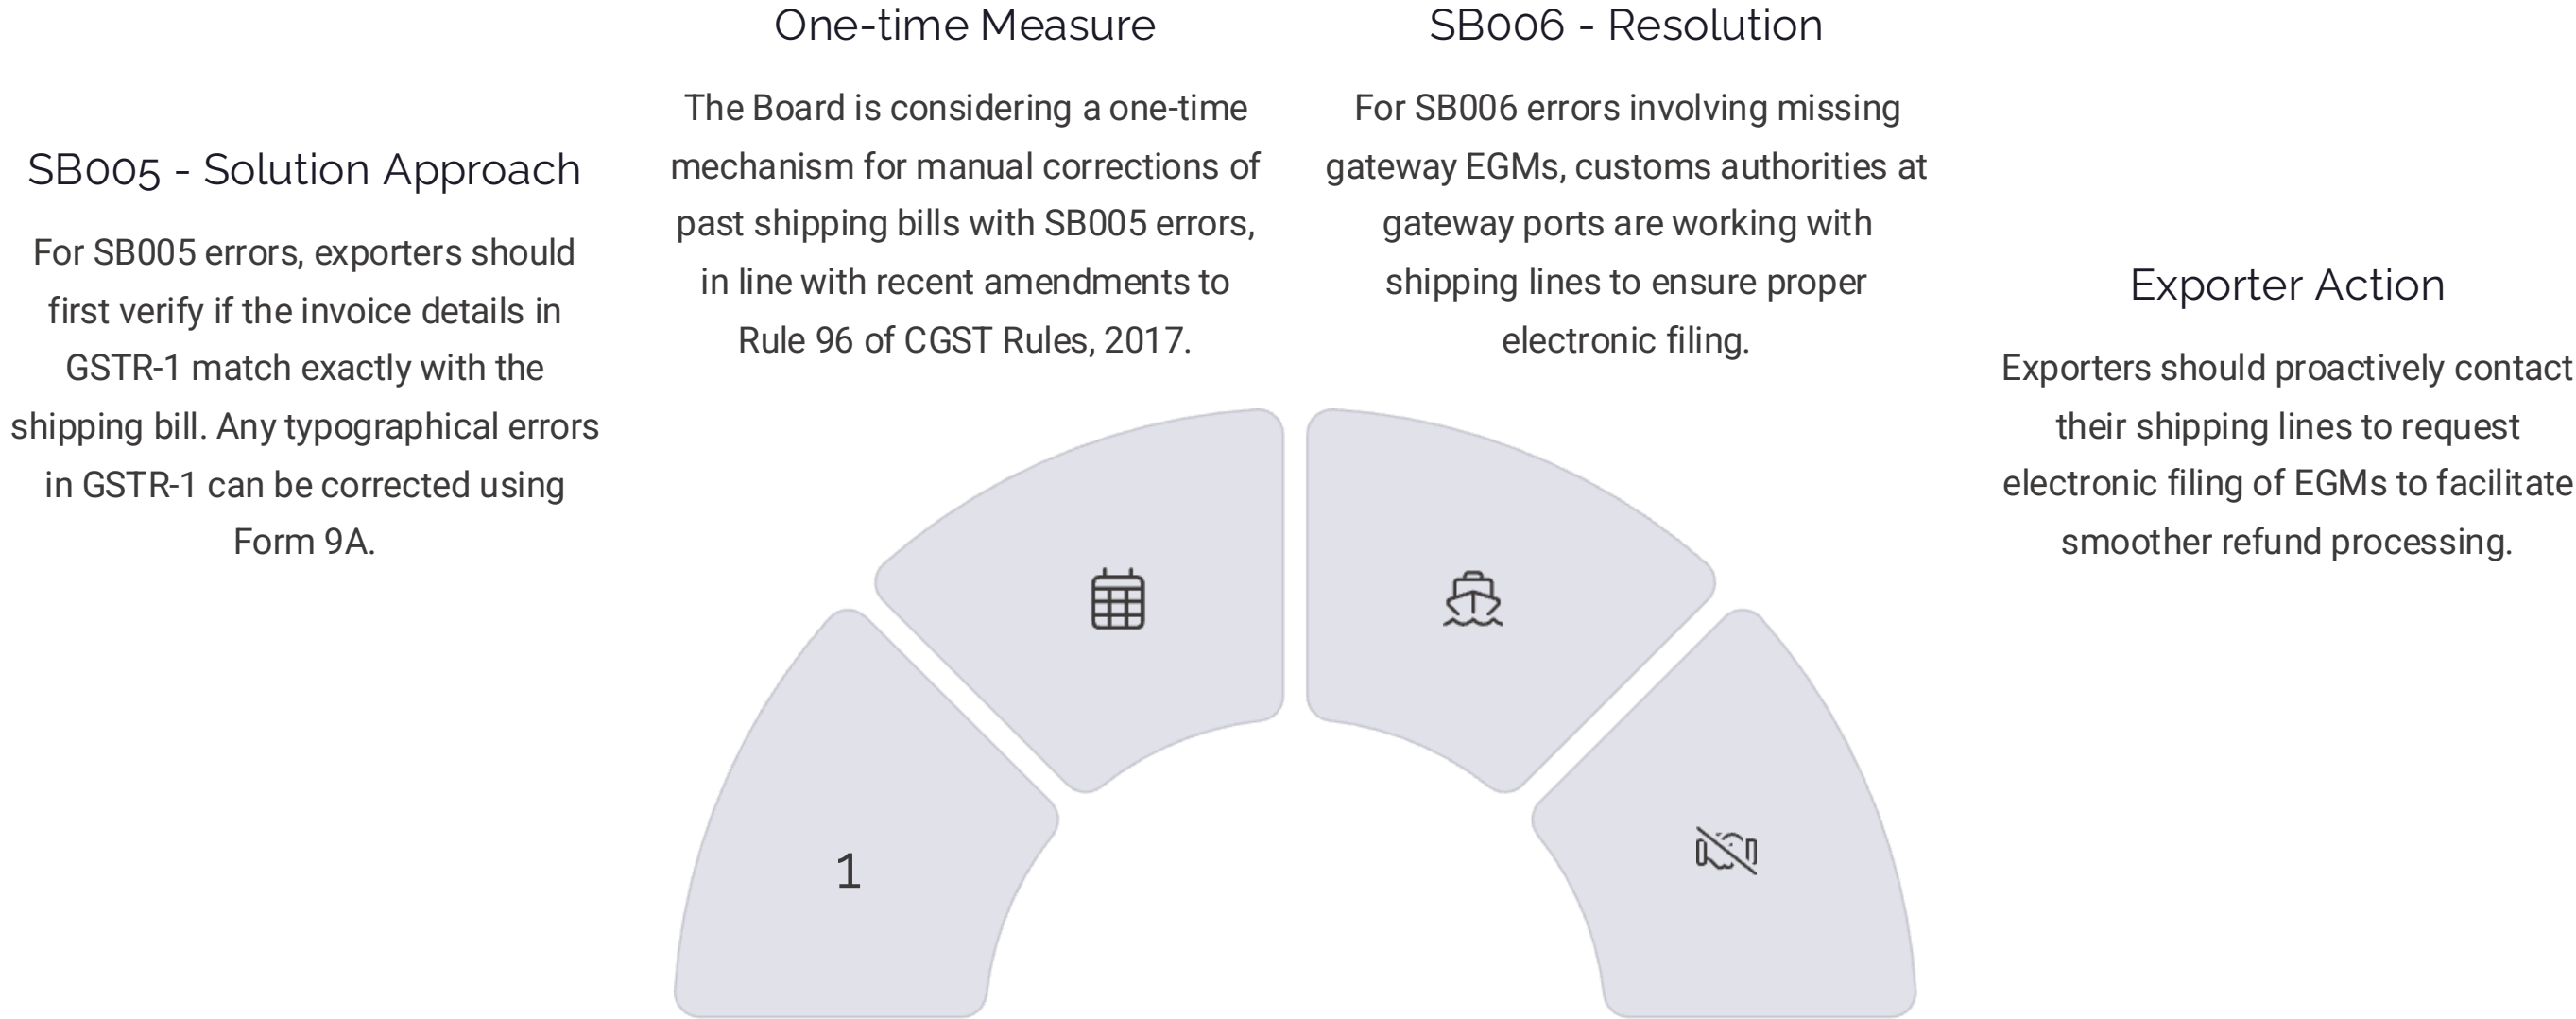 SB005 - Solution Approach
For SB005 errors, exporters should
first verify if the invoice details in
GSTR-1 match exactly with the
shipping bill. Any typographical errors
in GSTR-1 can be corrected using
Form 9A.
One-time Measure
The Board is considering a one-time
mechanism for manual corrections of
past shipping bills with SB005 errors,
in line with recent amendments to
Rule 96 of CGST Rules, 2017.
SB006 - Resolution
For SB006 errors involving missing
gateway EGMs, customs authorities at
gateway ports are working with
shipping lines to ensure proper
electronic filing.
Exporter Action
Exporters should proactively contact
their shipping lines to request
electronic filing of EGMs to facilitate
smoother refund processing.
1